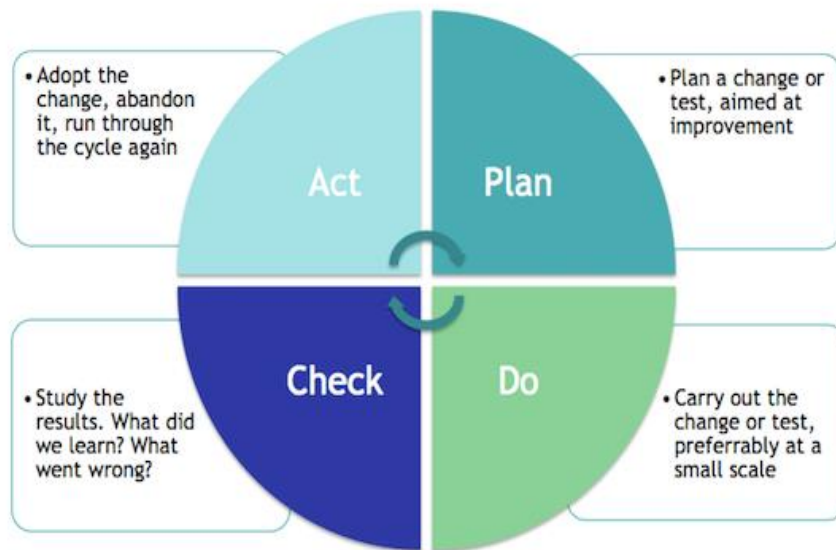 • Adopt the
change, abandon
it, run through
the cycle again
Act
Plan
• Plan a change or
test, aimed at
improvement
• Study the
results. What did
we learn? What
went wrong?
Check
Do
• Carry out the
change or test,
preferrably at a
small scale